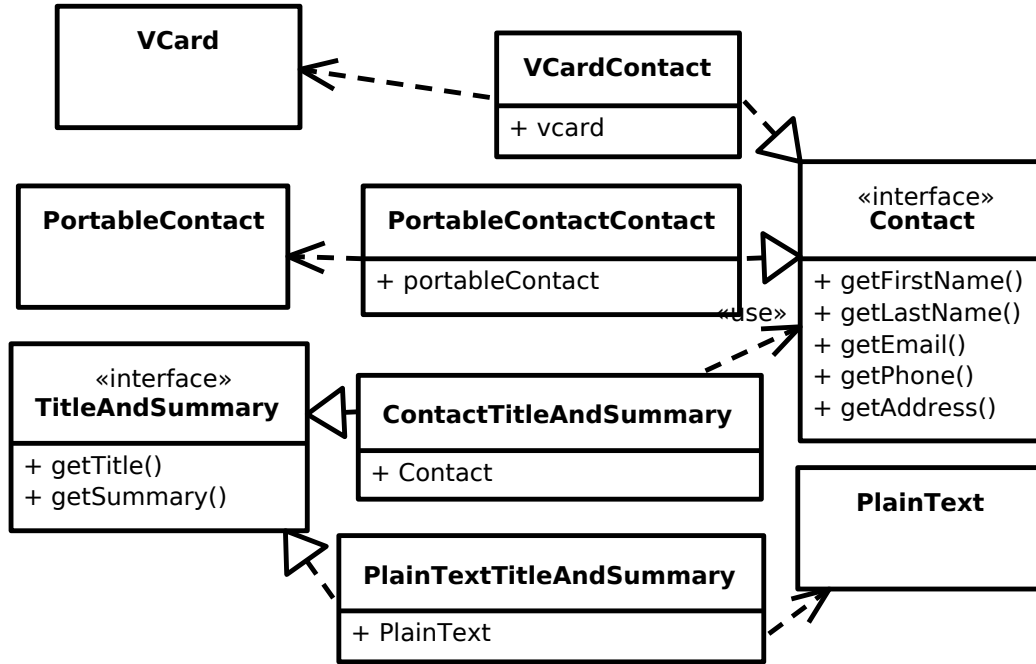 VCard
VCardContact
+ vcard
PortableContact
PortableContactContact
+ portableContact
«interface»
Contact
+ getFirstName()
+ getLastName()
+ getEmail()
+ getPhone()
+ getAddress()
«use»
«interface»
TitleAndSummary
+ getTitle()
+ getSummary()
ContactTitleAndSummary
+ Contact
PlainText
PlainTextTitleAndSummary
+ PlainText